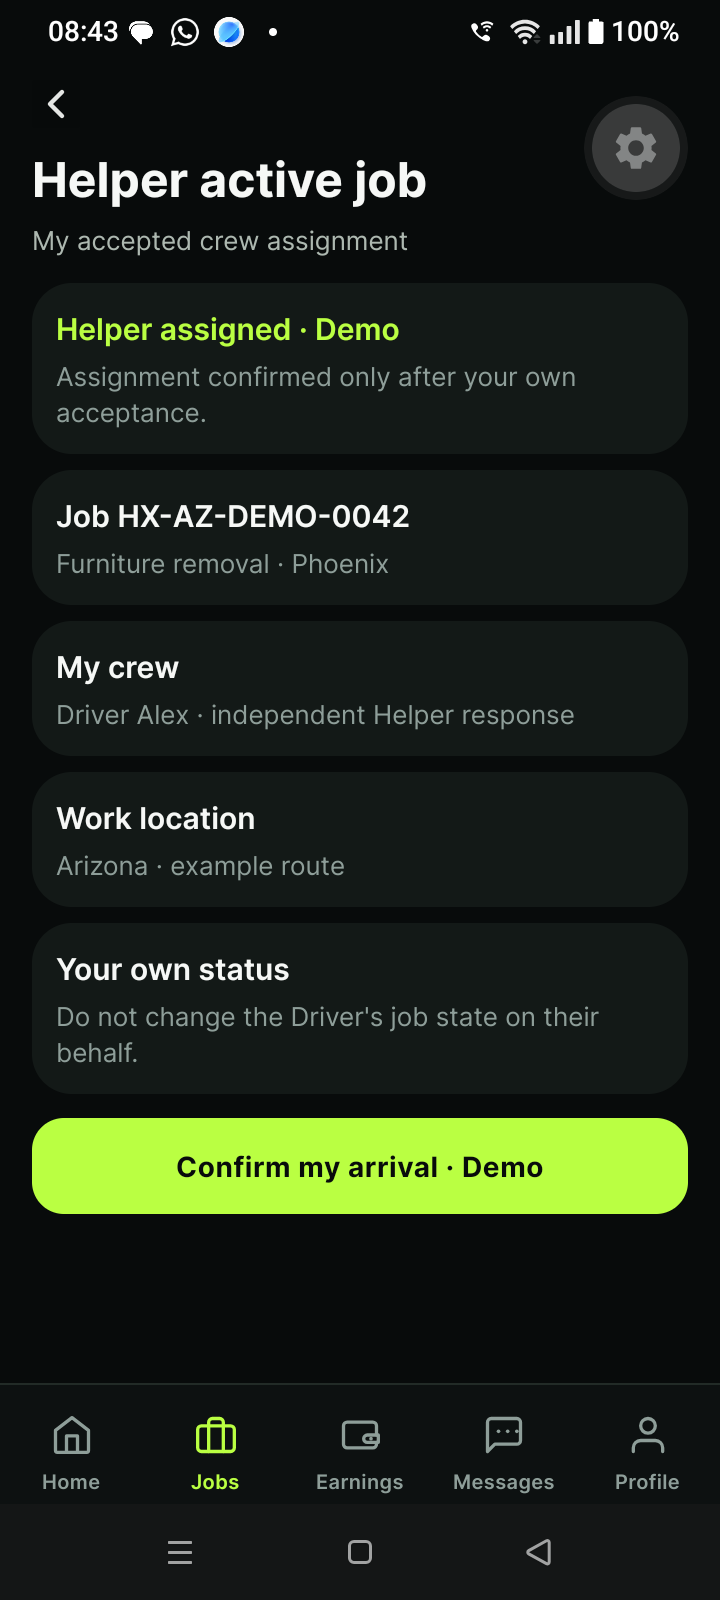 08:43
100%
Helper active job
My accepted crew assignment
Helper assigned · Demo
Assignment confirmed only after your own
acceptance.
Job HX-AZ-DEMO-0042
Furniture removal · Phoenix
My crew
Driver Alex · independent Helper response
Work location
Arizona · example route
Your own status
Do not change the Driver's job state on their
behalf.
Confirm my arrival · Demo
Home
Jobs
Earnings
Messages
Profile